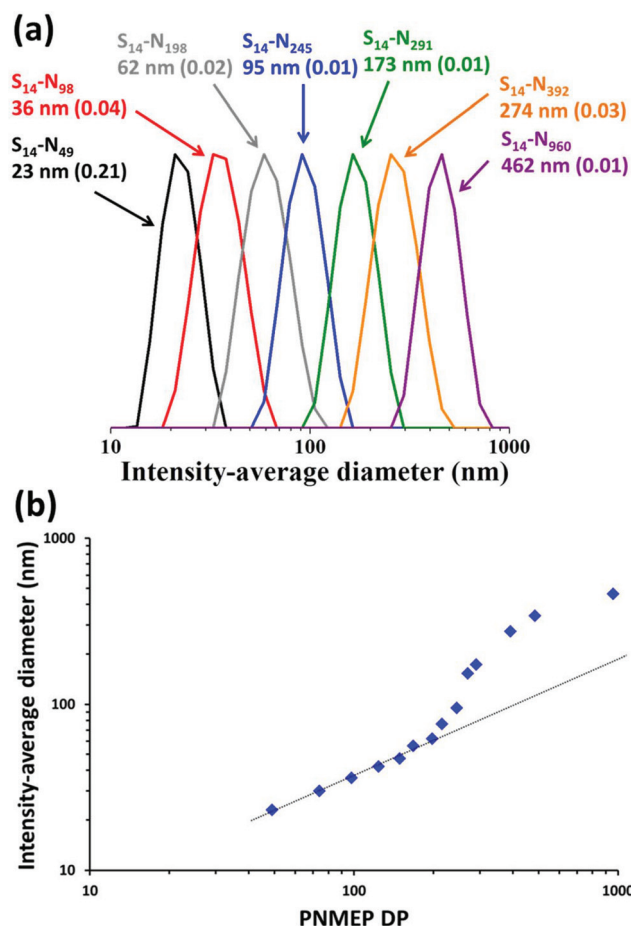 (a)
S₁₄-N₁₉₈
62 nm (0.02)
S₁₄-N₂₄₅
95 nm (0.01)
S₁₄-N₂₉₁
173 nm (0.01)
S₁₄-N₉₈
36 nm (0.04)
S₁₄-N₃₉₂
274 nm (0.03)
S₁₄-N₄₉
23 nm (0.21)
S₁₄-N₉₆₀
462 nm (0.01)
10 100 1000
Intensity-average diameter (nm)
(b)
Intensity-average diameter (nm)
1000
100
10
10 100 1000
PNMEP DP